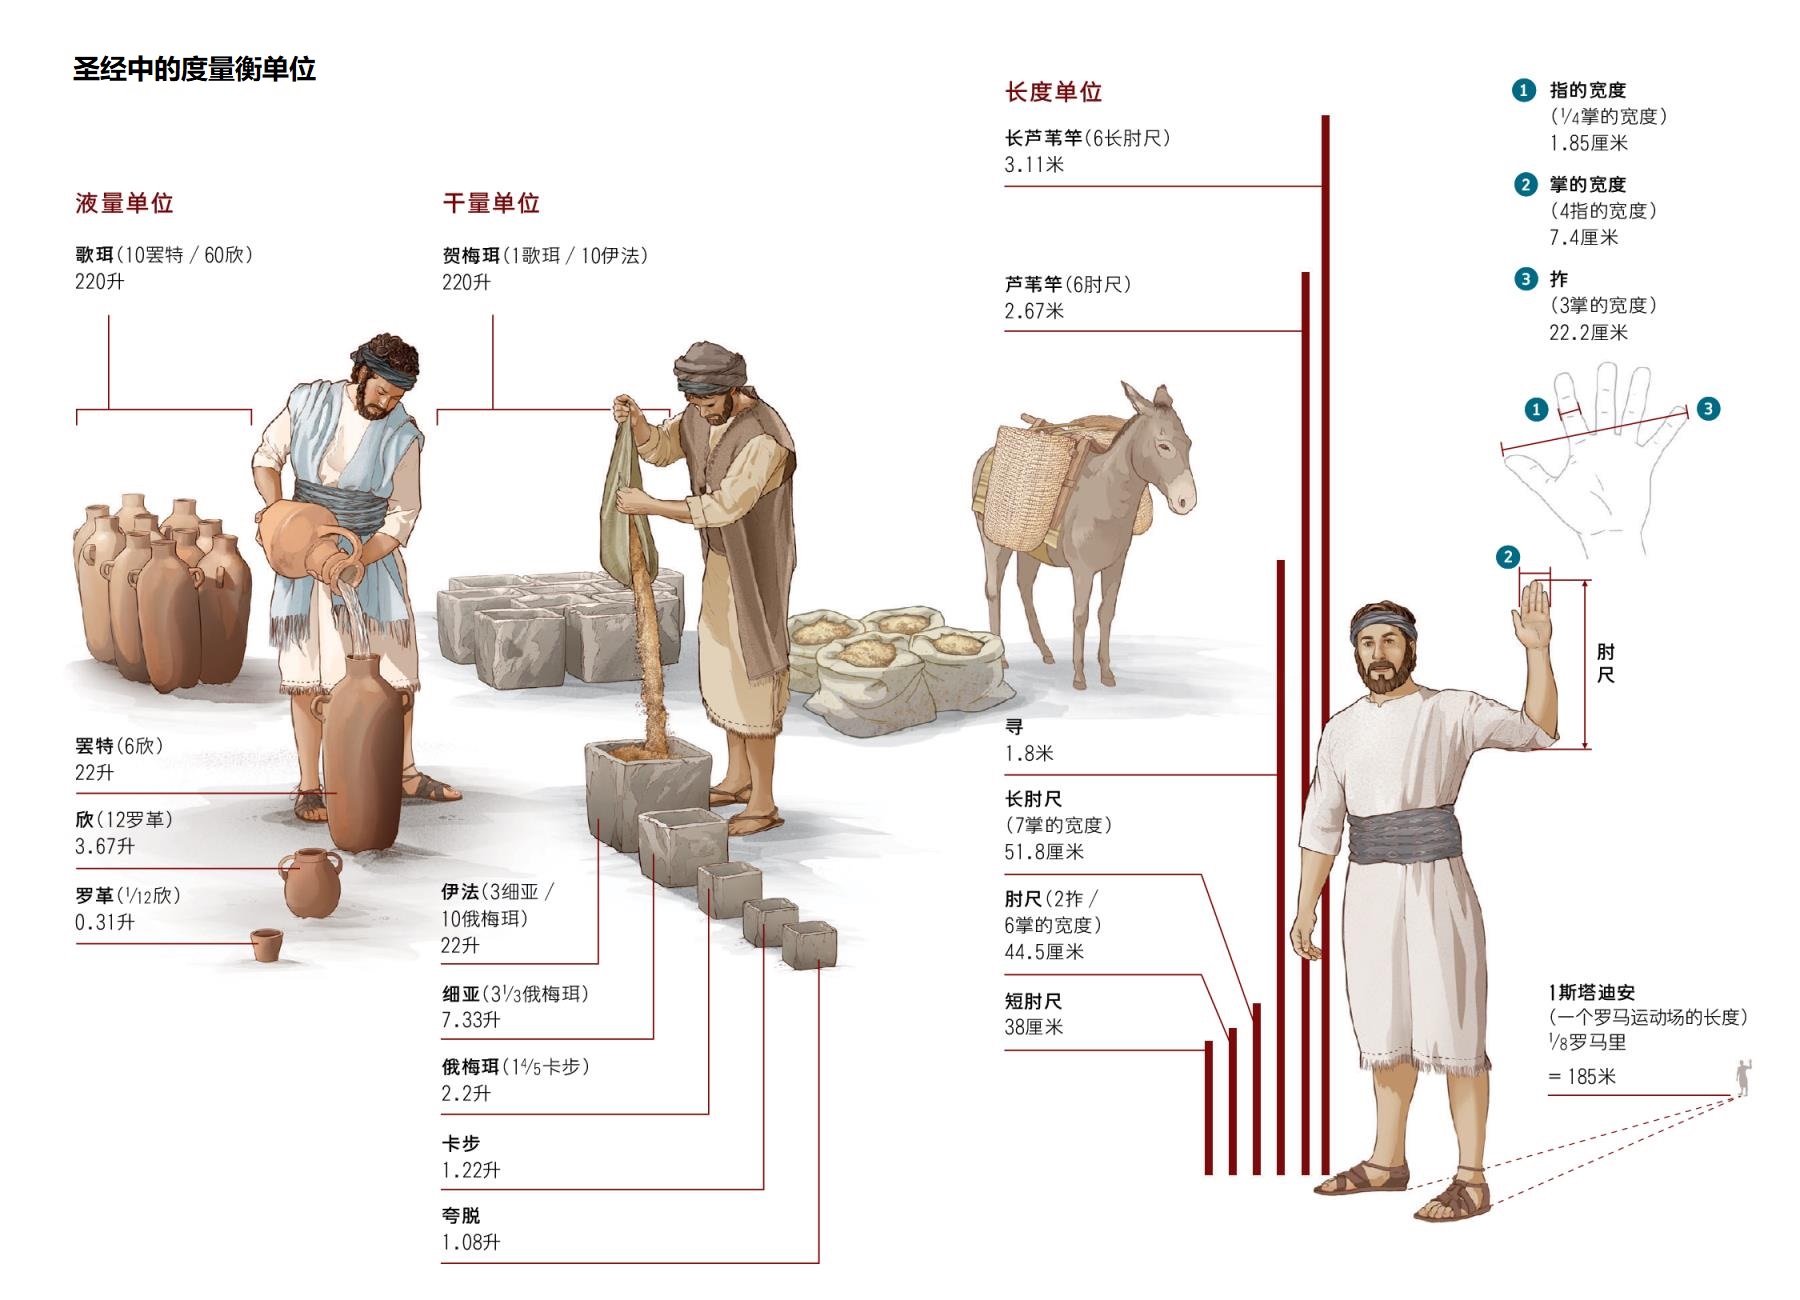 圣经中的度量衡单位
液量单位
歌珥(10罢特 / 60欣)
220升
罢特(6欣)
22升
欣(12罗革)
3.67升
罗革(1/12欣)
0.31升
干量单位
贺梅珥(1歌珥 / 10伊法)
220升
伊法(3细亚 /
10俄梅珥)
22升
细亚(3 1/3俄梅珥)
7.33升
俄梅珥(1 4/5卡步)
2.2升
卡步
1.22升
夸脱
1.08升
长度单位
长芦苇竿(6长肘尺)
3.11米
芦苇竿(6肘尺)
2.67米
寻
1.8米
长肘尺
(7掌的宽度)
51.8厘米
肘尺(2拃 /
6掌的宽度)
44.5厘米
短肘尺
38厘米
1 指的宽度
(1/4掌的宽度)
1.85厘米
2 掌的宽度
(4指的宽度)
7.4厘米
3 拃
(3掌的宽度)
22.2厘米
1
3
2
肘
尺
1斯塔迪安
(一个罗马运动场的长度)
1/8罗马里
= 185米